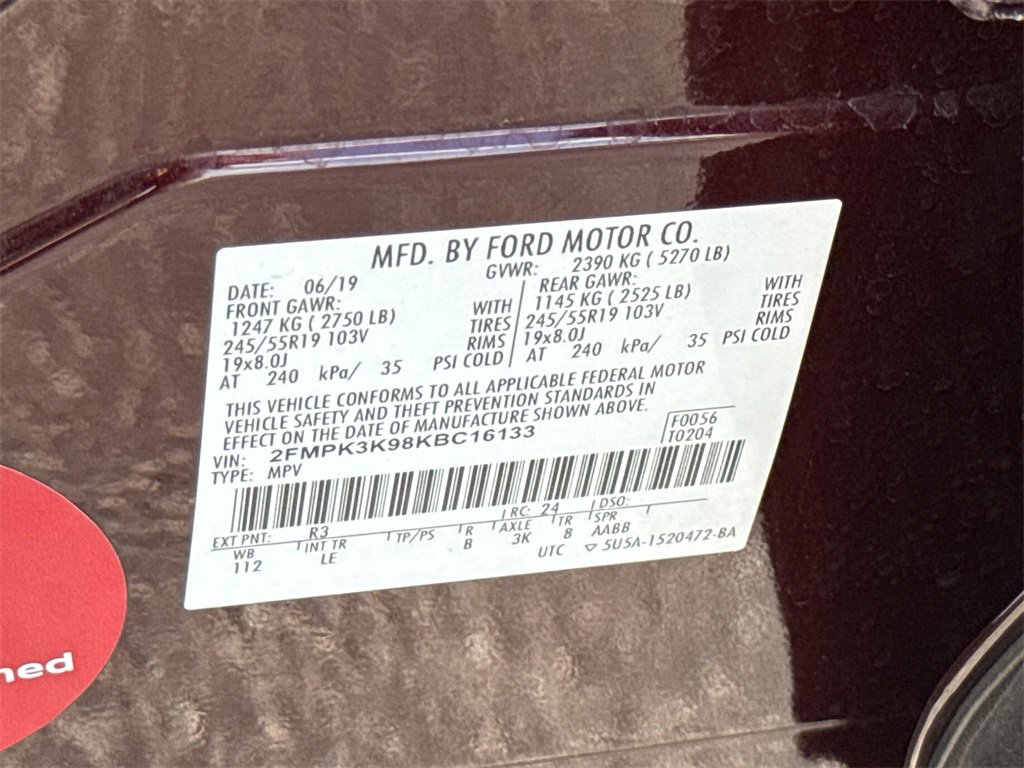 MFD. BY FORD MOTOR CO.
DATE: 06/19 GVWR: 2390 KG ( 5270 LB)
FRONT GAWR: REAR GAWR:
1247 KG ( 2750 LB) WITH 1145 KG ( 2525 LB) WITH
245/55R19 103V TIRES 245/55R19 103V TIRES
19x8.0J RIMS 19x8.0J RIMS
AT 240 kPa/ 35 PSI COLD AT 240 kPa/ 35 PSI COLD
THIS VEHICLE CONFORMS TO ALL APPLICABLE FEDERAL MOTOR
VEHICLE SAFETY AND THEFT PREVENTION STANDARDS IN
EFFECT ON THE DATE OF MANUFACTURE SHOWN ABOVE.
VIN: 2FMPK3K98KBC16133 F0056
TYPE: MPV T0204
EXT PNT: R3 RC: 24 DSO:
WB INT TR TP/PS R AXLE TR SPR
112 LE B 3K 8 AABB
UTC ▽ 5U5A-1520472-BA
ned